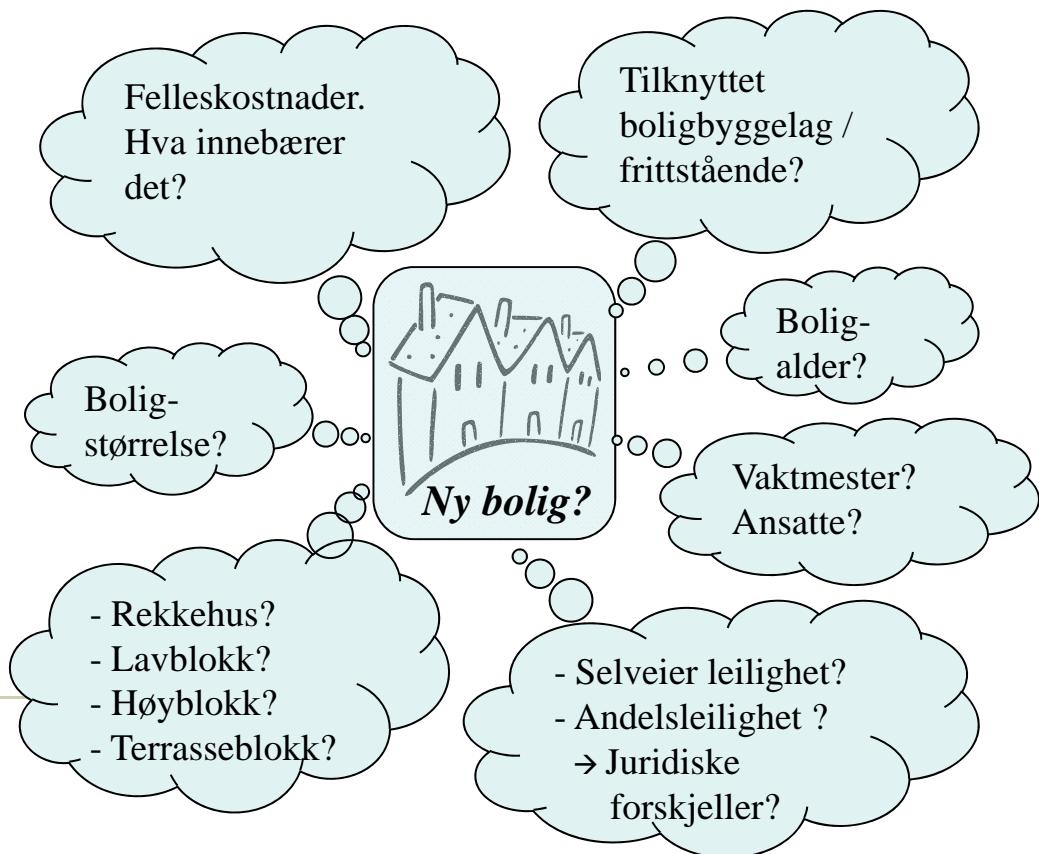 Felleskostnader.
Hva innebærer
det?
Tilknyttet
boligbyggelag /
frittstående?
Bolig-
alder?
Bolig-
størrelse?
Ny bolig?
Vaktmester?
Ansatte?
- Rekkehus?
- Lavblokk?
- Høyblokk?
- Terrasseblokk?
- Selveier leilighet?
- Andelsleilighet ?
→ Juridiske
forskjeller?